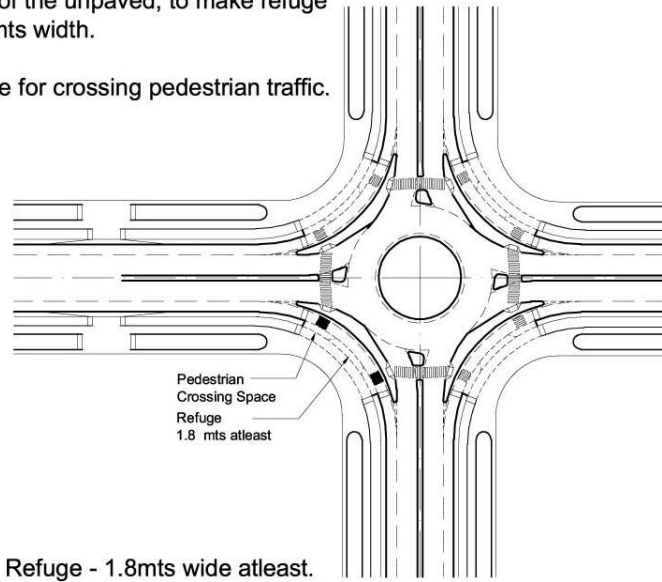 of the unpaved, to make refuge
mts width.
e for crossing pedestrian traffic.
Pedestrian
Crossing Space
Refuge
1.8 mts atleast
Refuge - 1.8mts wide atleast.